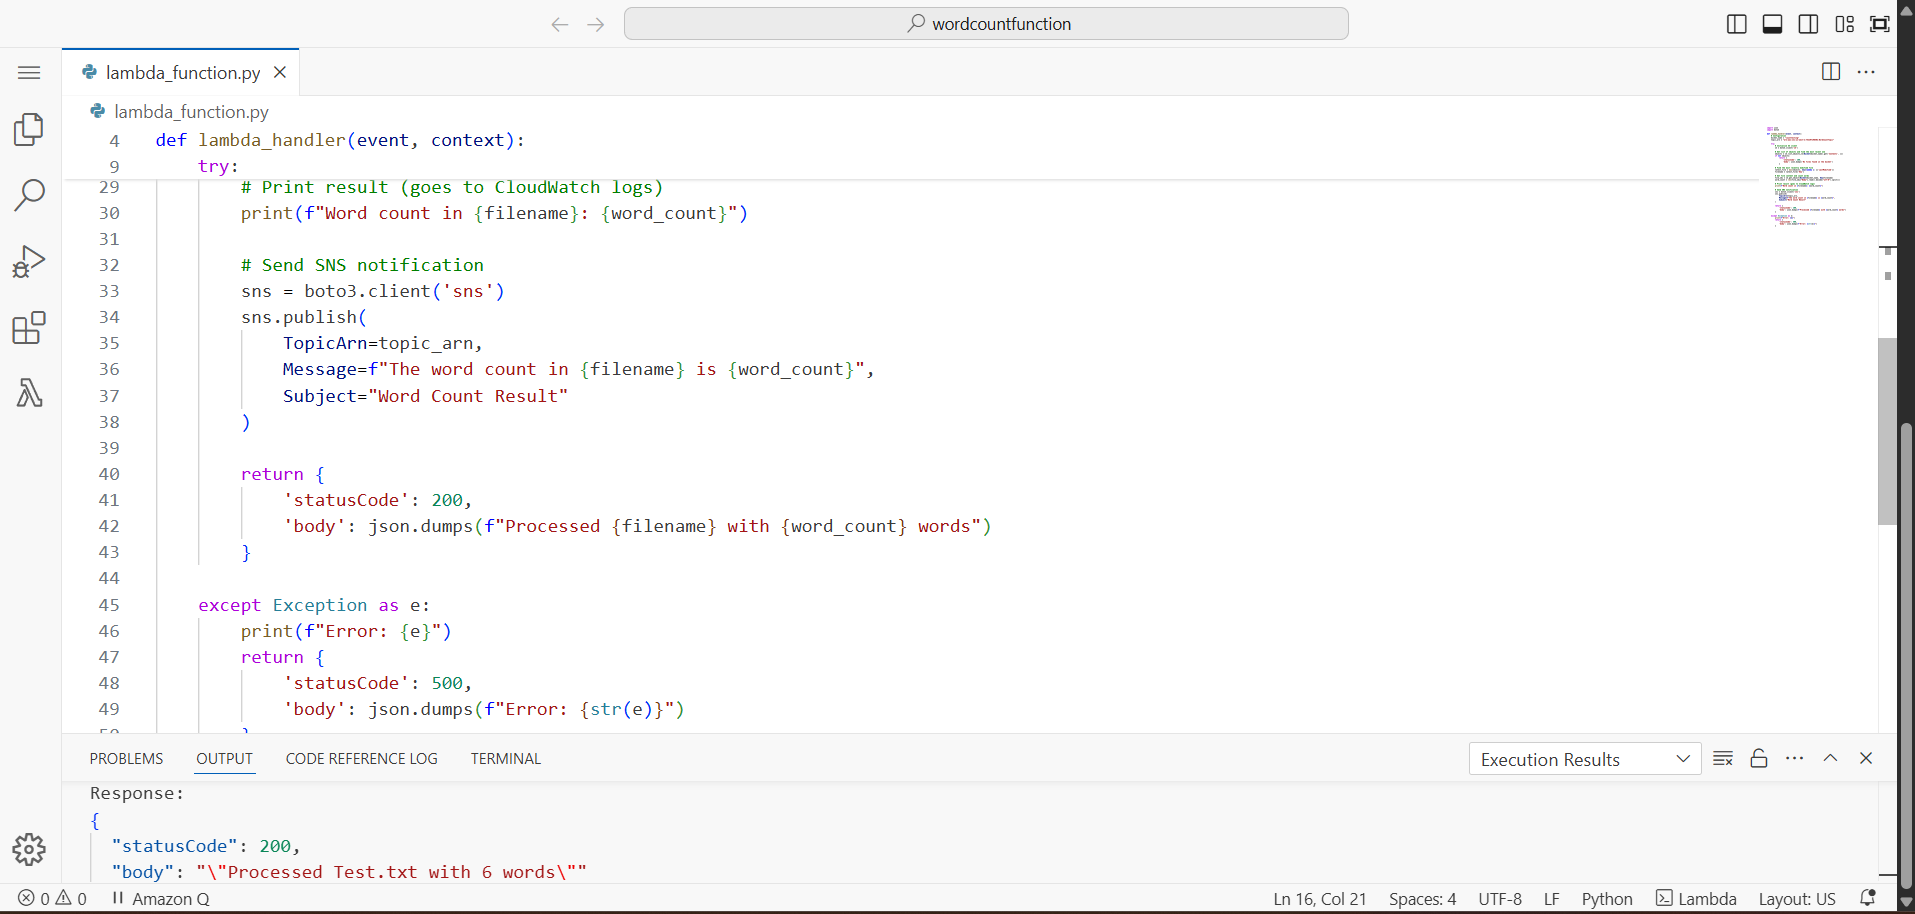 wordcountfunction
lambda_function.py
lambda_function.py
4 def lambda_handler(event, context):
9 try:
29 # Print result (goes to CloudWatch logs)
30 print(f"Word count in {filename}: {word_count}")
31
32 # Send SNS notification
33 sns = boto3.client('sns')
34 sns.publish(
35 TopicArn=topic_arn,
36 Message=f"The word count in {filename} is {word_count}",
37 Subject="Word Count Result"
38 )
39
40 return {
41 'statusCode': 200,
42 'body': json.dumps(f"Processed {filename} with {word_count} words")
43 }
44
45 except Exception as e:
46 print(f"Error: {e}")
47 return {
48 'statusCode': 500,
49 'body': json.dumps(f"Error: {str(e)}")
50 }
PROBLEMS OUTPUT CODE REFERENCE LOG TERMINAL Execution Results
Response:
{
"statusCode": 200,
"body": "\"Processed Test.txt with 6 words\""
0 0 Amazon Q Ln 16, Col 21 Spaces: 4 UTF-8 LF Python Lambda Layout: US